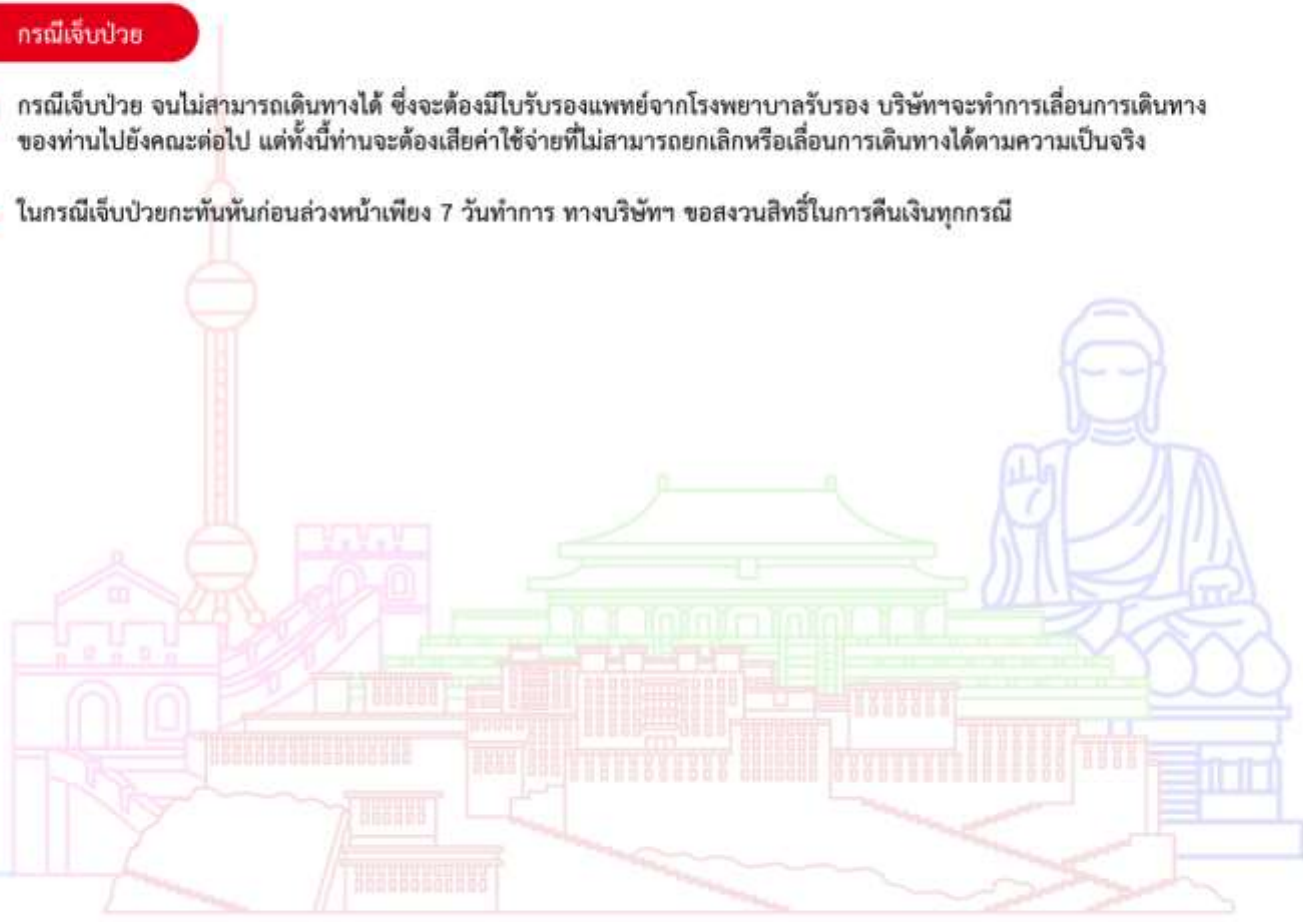 กรณีเจ็บป่วย
กรณีเจ็บป่วย จนไม่สามารถเดินทางได้ ซึ่งจะต้องมีใบรับรองแพทย์จากโรงพยาบาลรับรอง บริษัทฯจะทำการเลื่อนการเดินทาง
ของท่านไปยังคณะต่อไป แต่ทั้งนี้ท่านจะต้องเสียค่าใช้จ่ายที่ไม่สามารถยกเลิกหรือเลื่อนการเดินทางได้ตามความเป็นจริง
ในกรณีเจ็บป่วยกะทันหันก่อนล่วงหน้าเพียง 7 วันทำการ ทางบริษัทฯ ขอสงวนสิทธิ์ในการคืนเงินทุกกรณี